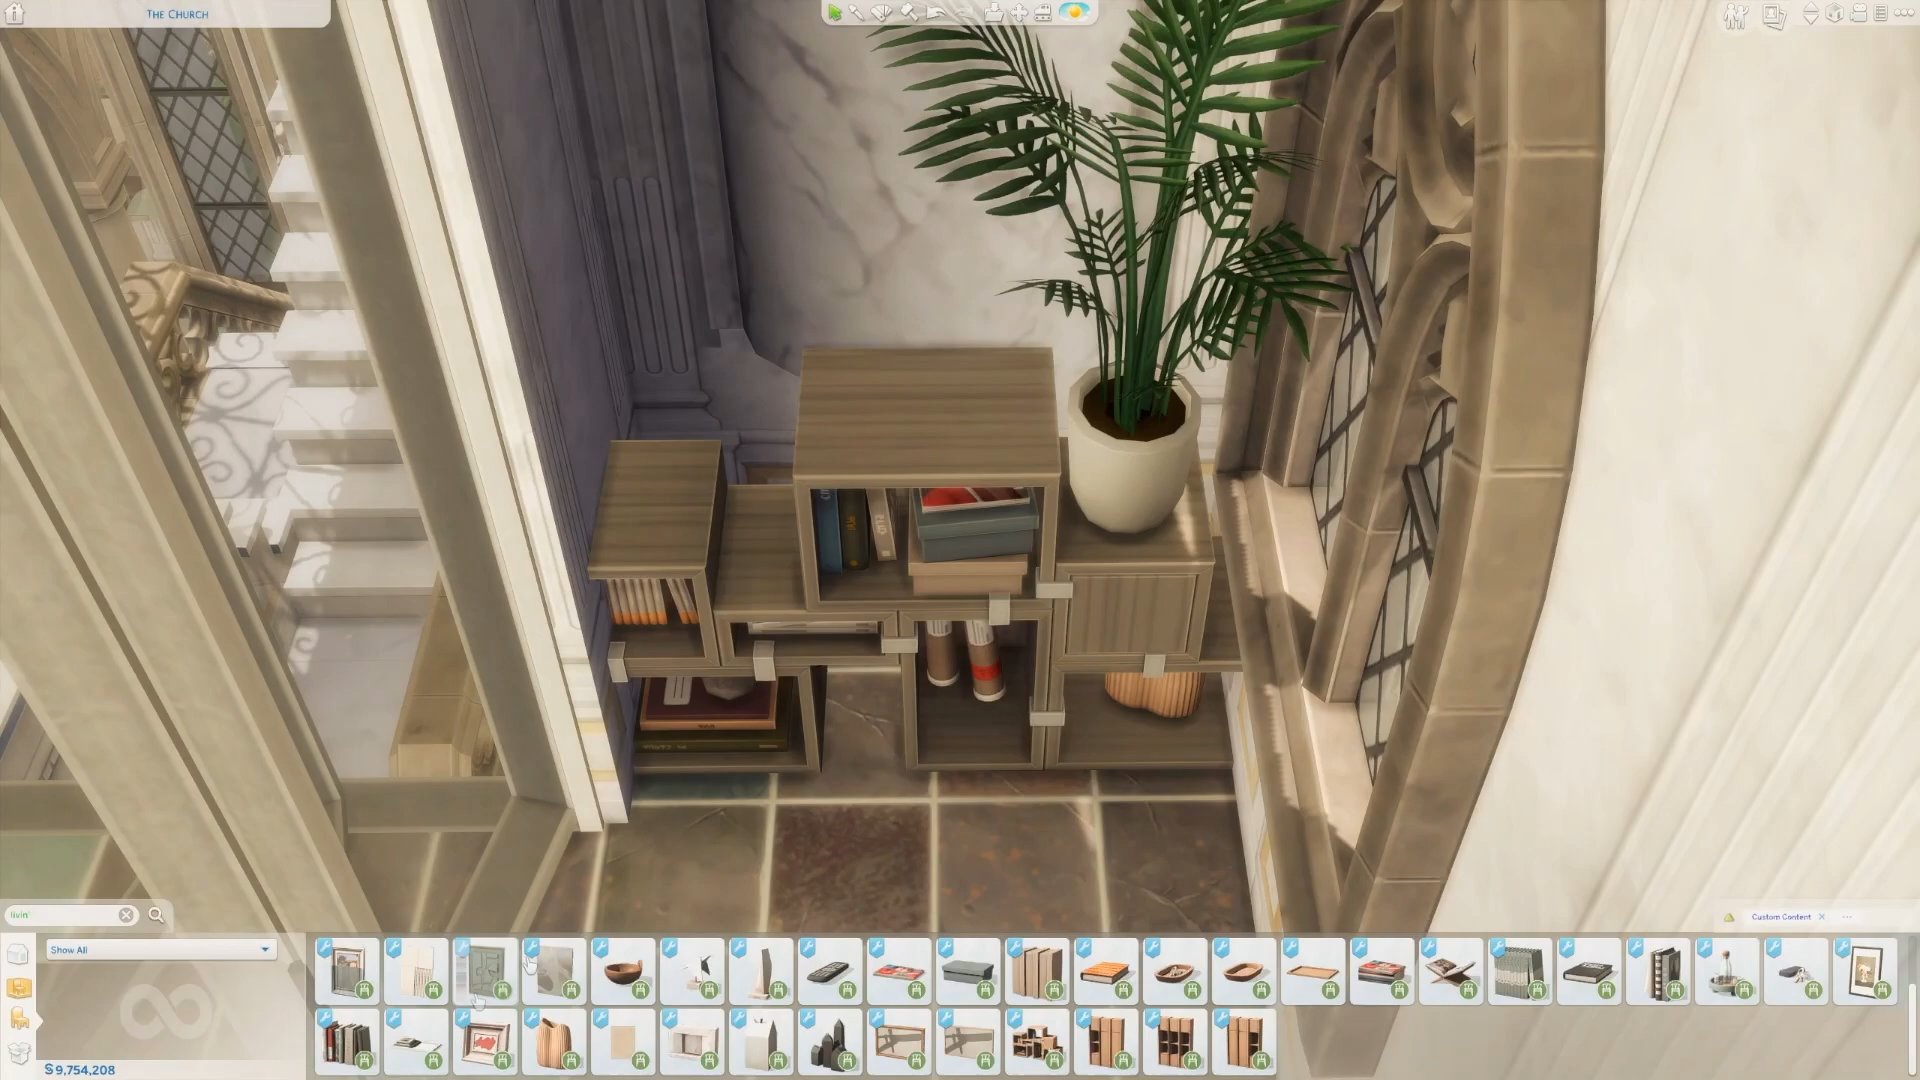 THE CHURCH
livin'
Custom Content
Show All
$9,754,208